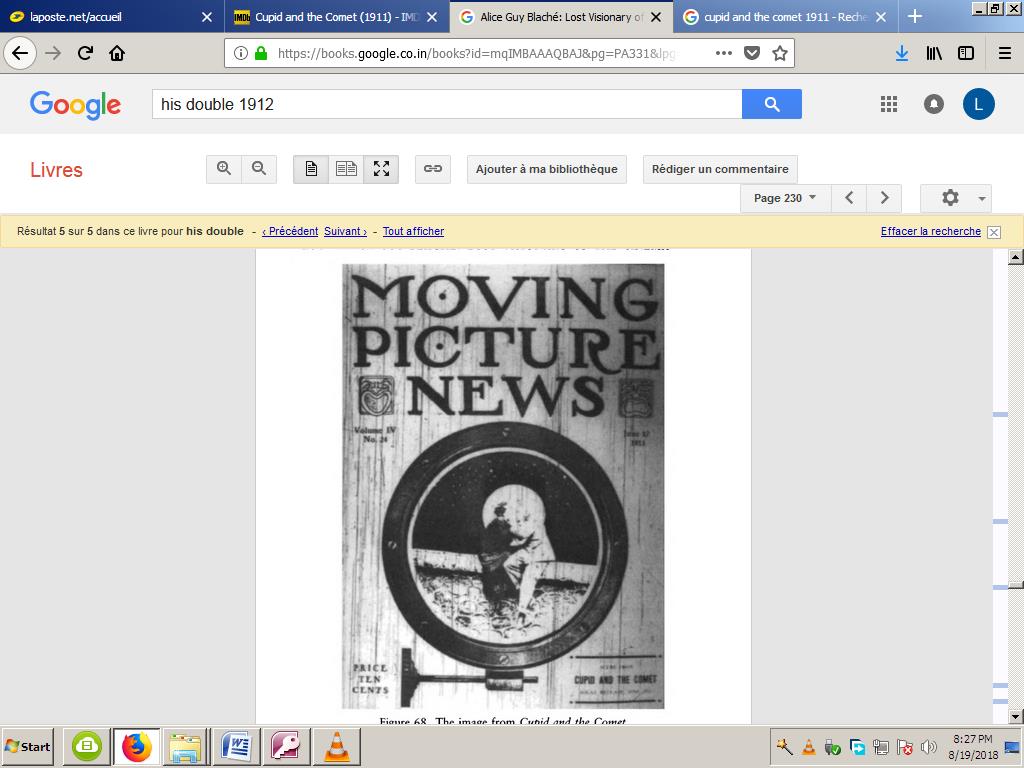 laposte.net/accueil
IMDb Cupid and the Comet (1911) - IMD
Alice Guy Blaché: Lost Visionary of
cupid and the comet 1911 - Reche
https://books.google.co.in/books?id=mqIMBAAAQBAJ&pg=PA331&lpg
Google
his double 1912
L
Livres
Ajouter à ma bibliothèque
Rédiger un commentaire
Page 230
Résultat 5 sur 5 dans ce livre pour his double - ‹ Précédent Suivant › - Tout afficher
Effacer la recherche
MOVING
PICTURE
NEWS
Volume IV
No. 24
June 17
1911
PRICE
TEN
CENTS
SCENE FROM
CUPID AND THE COMET
Figure 68. The image from Cupid and the Comet
Start
8:27 PM
8/19/2018